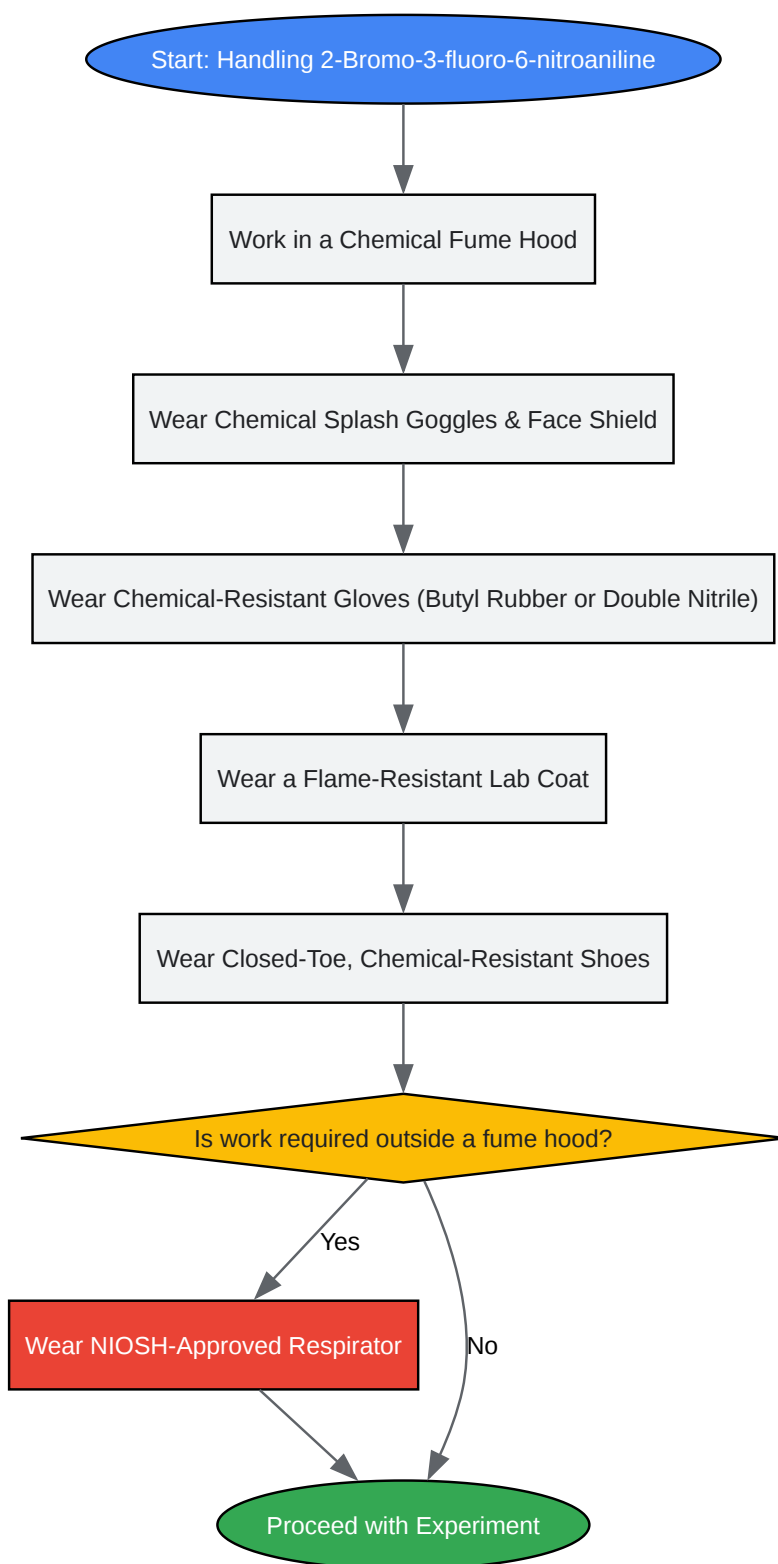 Start: Handling 2-Bromo-3-fluoro-6-nitroaniline
Work in a Chemical Fume Hood
Wear Chemical Splash Goggles & Face Shield
Wear Chemical-Resistant Gloves (Butyl Rubber or Double Nitrile)
Wear a Flame-Resistant Lab Coat
Wear Closed-Toe, Chemical-Resistant Shoes
Is work required outside a fume hood?
Yes
Wear NIOSH-Approved Respirator
No
Proceed with Experiment